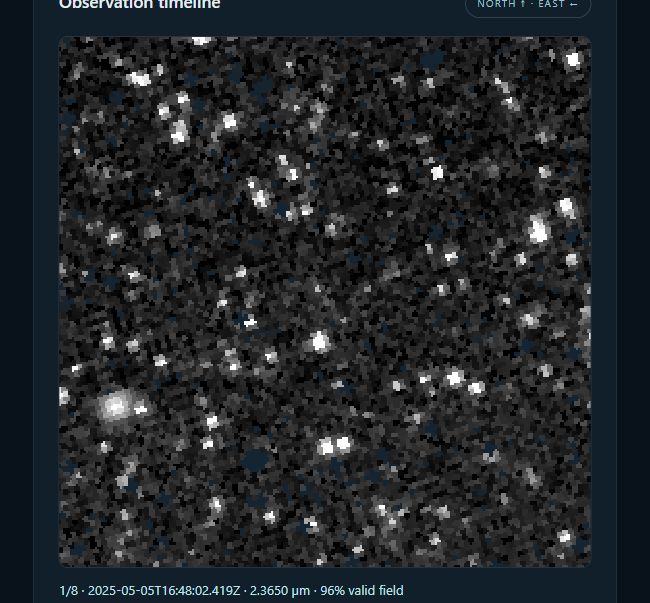 Observation timeline
NORTH ↑ · EAST ←
1/8 · 2025-05-05T16:48:02.419Z · 2.3650 µm · 96% valid field